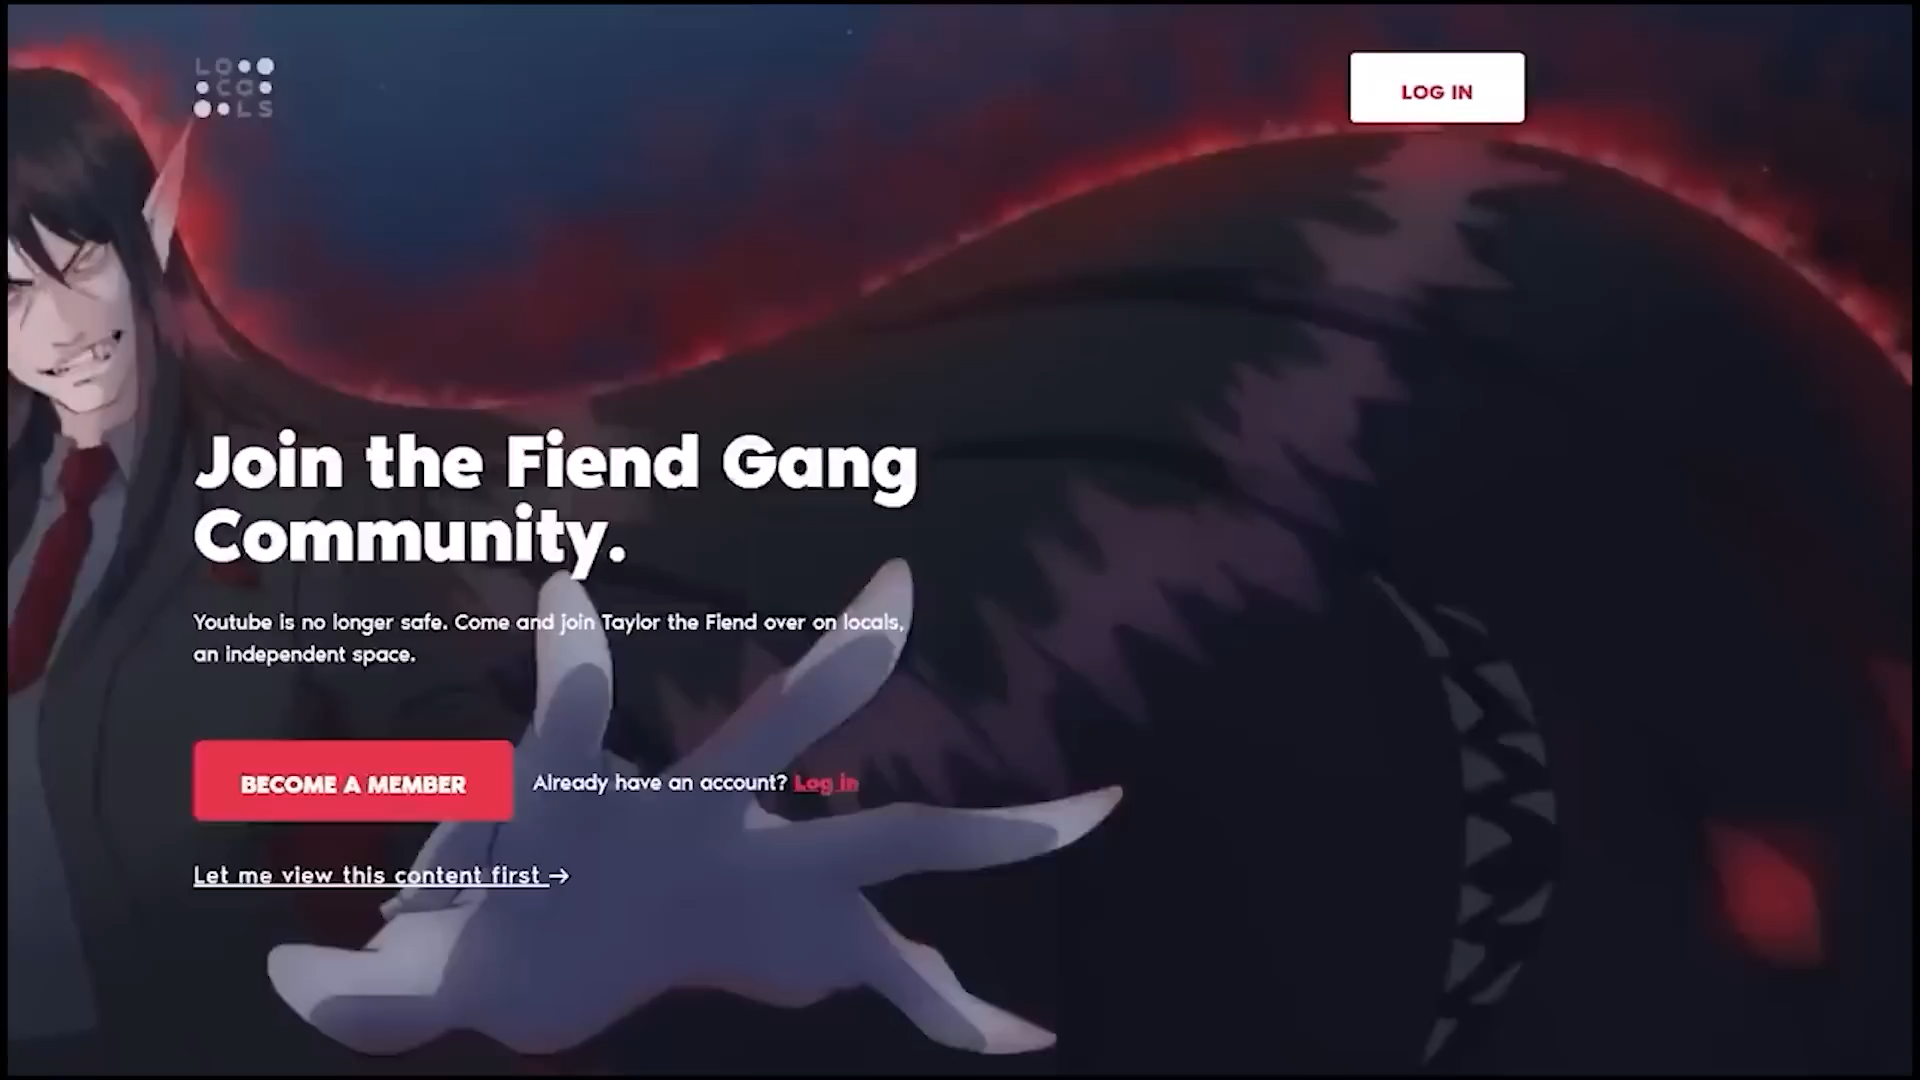 LO
ca
LS
LOG IN
Join the Fiend Gang
Community.
Youtube is no longer safe. Come and join Taylor the Fiend over on locals,
an independent space.
BECOME A MEMBER
Already have an account? Log in
Let me view this content first →